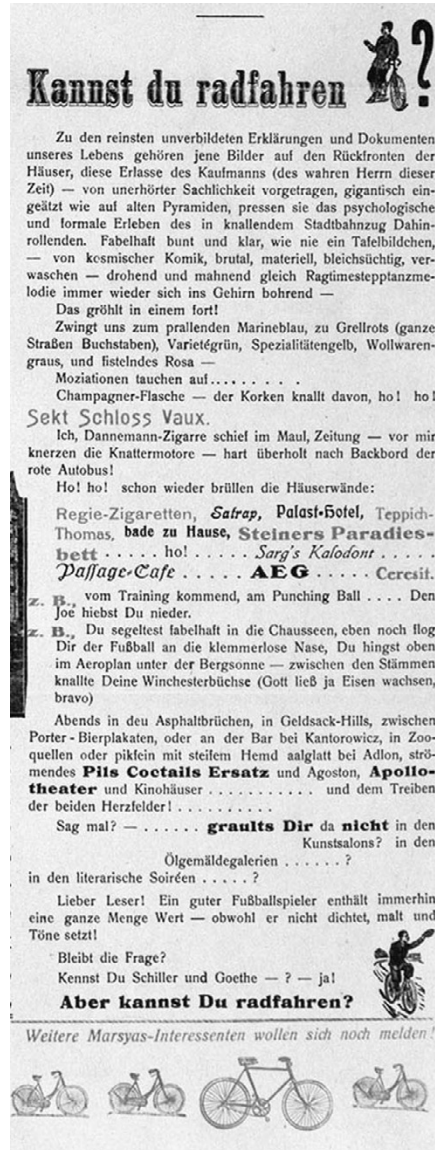 Kannst du radfahren ?
Zu den reinsten unverbildeten Erklärungen und Dokumenten
unseres Lebens gehören jene Bilder auf den Rückfronten der
Häuser, diese Erlasse des Kaufmanns (des wahren Herrn dieser
Zeit) — von unerhörter Sachlichkeit vorgetragen, gigantisch ein-
geätzt wie auf alten Pyramiden, pressen sie das psychologische
und formale Erleben des in knallendem Stadtbahnzug Dahin-
rollenden. Fabelhaft bunt und klar, wie nie ein Tafelbildchen,
— von kosmischer Komik, brutal, materiell, bleichsüchtig, ver-
waschen — drohend und mahnend gleich Ragtimestepptanzme-
lodie immer wieder sich ins Gehirn bohrend —
Das gröhlt in einem fort!
Zwingt uns zum prallenden Marineblau, zu Grellrots (ganze
Straßen Buchstaben), Varietégrün, Spezialitätengelb, Wollwaren-
graus, und fistelndes Rosa —
Moziationen tauchen auf.........
Champagner-Flasche — der Korken knallt davon, ho! ho!
Sekt Schloss Vaux.
Ich, Dannemann-Zigarre schief im Maul, Zeitung — vor mir
knerzen die Knattermotore — hart überholt nach Backbord der
rote Autobus!
Ho! ho! schon wieder brüllen die Häuserwände:
Regie-Zigaretten, Satrap, Palast-Hotel, Teppich-
Thomas, bade zu Hause, Steiners Paradies-
bett ..... ho! ..... Sarg's Kalodont .....
Passage-Cafe ..... AEG ..... Ceresit.
z. B., vom Training kommend, am Punching Ball .... Den
Joe hiebst Du nieder.
z. B., Du segeltest fabelhaft in die Chausseen, eben noch flog
Dir der Fußball an die klemmerlose Nase, Du hingst oben
im Aeroplan unter der Bergsonne — zwischen den Stämmen
knallte Deine Winchesterbüchse (Gott ließ ja Eisen wachsen,
bravo)
Abends in deu Asphaltbrüchen, in Geldsack-Hills, zwischen
Porter-Bierplakaten, oder an der Bar bei Kantorowicz, in Zoo-
quellen oder pikfein mit steifem Hemd aalglatt bei Adlon, strö-
mendes Pils Coctails Ersatz und Agoston, Apollo-
theater und Kinohäuser ........... und dem Treiben
der beiden Herzfelder! ..........
Sag mal? — ...... graults Dir da nicht in den
Kunstsalons? in den
Ölgemäldegalerien ......?
in den literarische Soiréen .....?
Lieber Leser! Ein guter Fußballspieler enthält immerhin
eine ganze Menge Wert — obwohl er nicht dichtet, malt und
Töne setzt!
Bleibt die Frage?
Kennst Du Schiller und Goethe — ? — ja!
Aber kannst Du radfahren?
Weitere Marsyas-Interessenten wollen sich noch melden!